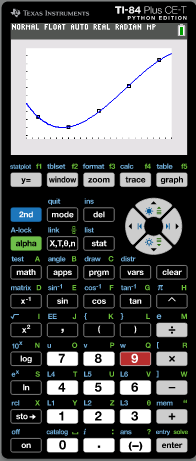 TEXAS INSTRUMENTS TI-84 Plus CE-T
PYTHON EDITION
NORMAL FLOAT AUTO REAL RADIAN MP
statplot f1 tblset f2 format f3 calc f4 table f5
y= window zoom trace graph
quit ins
2nd mode del
A-lock link list
alpha X,T,θ,n stat
test A angle B draw C distr
math apps prgm vars clear
matrix D sin⁻¹ E cos⁻¹ F tan⁻¹ G π H
x⁻¹ sin cos tan ^
√ I EE J { K } L e M
x² , ( ) ÷
10ˣ N u O v P w Q [ R
log 7 8 9 ×
eˣ S L4 T L5 U L6 V ] W
ln 4 5 6 −
rcl X L1 Y L2 Z L3 θ mem "
sto→ 1 2 3 +
off catalog i : ans ? entry solve
on 0 . (−) enter